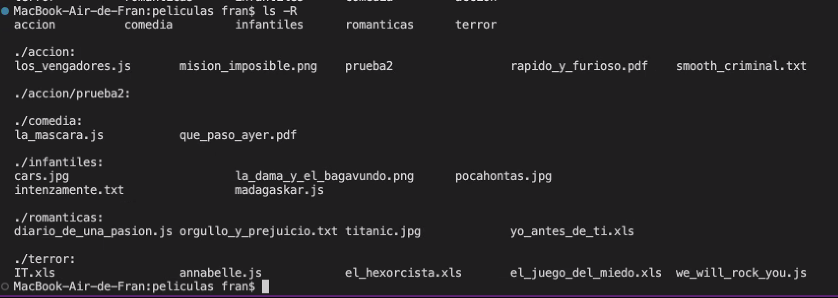 MacBook-Air-de-Fran:peliculas fran$ ls -R
accion comedia infantiles romanticas terror
./accion:
los_vengadores.js mision_imposible.png prueba2 rapido_y_furioso.pdf smooth_criminal.txt
./accion/prueba2:
./comedia:
la_mascara.js que_paso_ayer.pdf
./infantiles:
cars.jpg la_dama_y_el_bagavundo.png pocahontas.jpg
intenzamente.txt madagaskar.js
./romanticas:
diario_de_una_pasion.js orgullo_y_prejuicio.txt titanic.jpg yo_antes_de_ti.xls
./terror:
IT.xls annabelle.js el_hexorcista.xls el_juego_del_miedo.xls we_will_rock_you.js
MacBook-Air-de-Fran:peliculas fran$